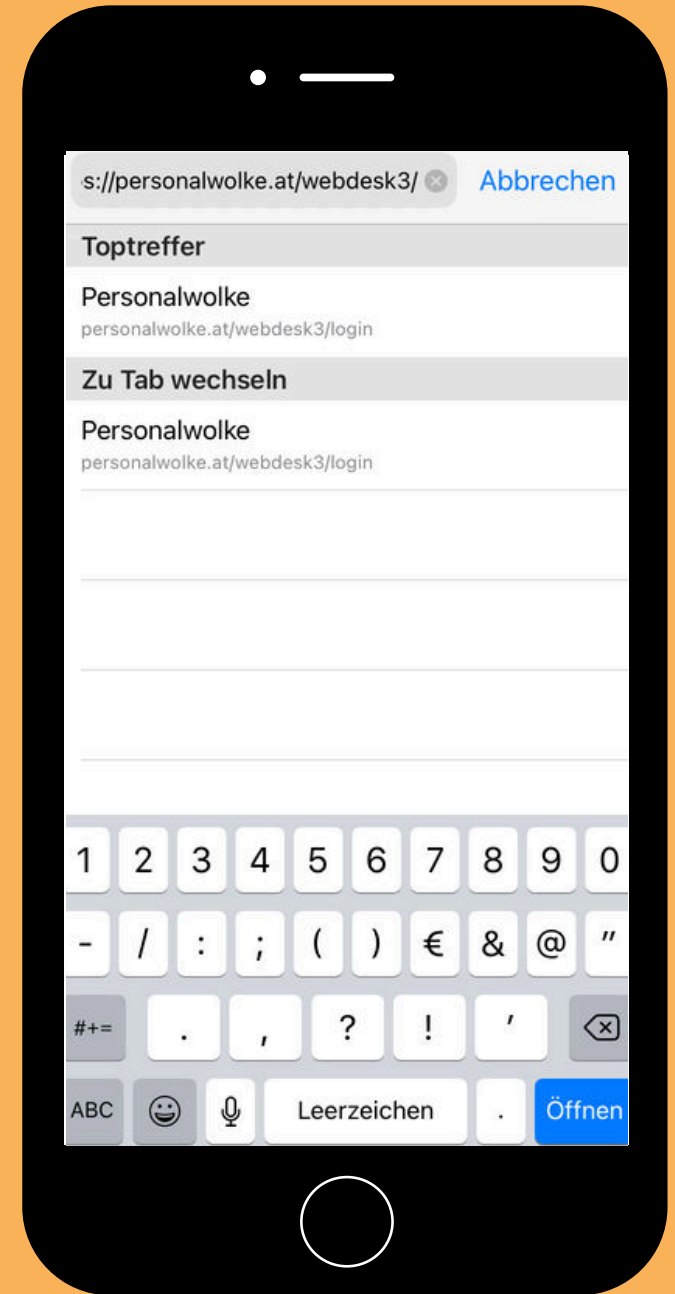 s://personalwolke.at/webdesk3/ Abbrechen
Toptreffer
Personalwolke
personalwolke.at/webdesk3/login
Zu Tab wechseln
Personalwolke
personalwolke.at/webdesk3/login
1 2 3 4 5 6 7 8 9 0
- / : ; ( ) € & @ "
#+= . , ? ! '
ABC Leerzeichen . Öffnen